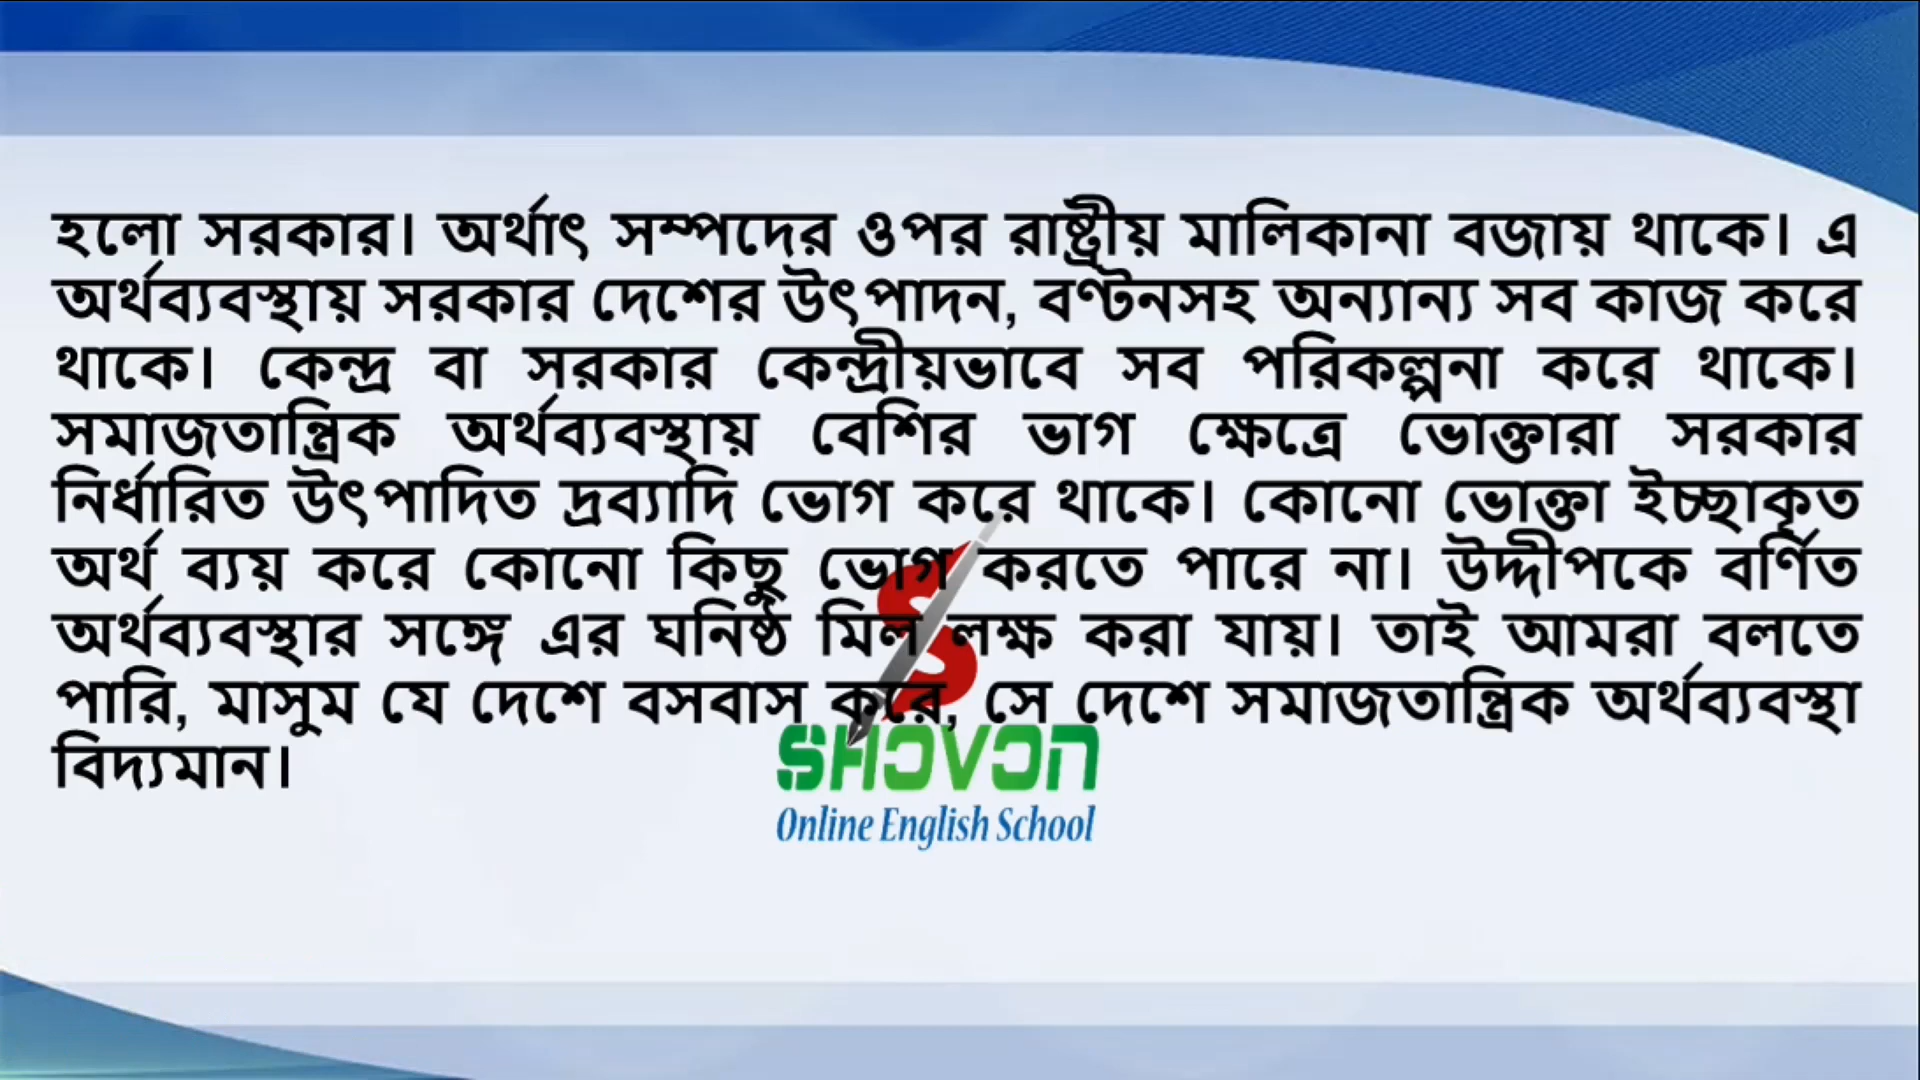 হলো সরকার। অর্থাৎ সম্পদের ওপর রাষ্ট্রীয় মালিকানা বজায় থাকে। এ
অর্থব্যবস্থায় সরকার দেশের উৎপাদন, বণ্টনসহ অন্যান্য সব কাজ করে
থাকে। কেন্দ্র বা সরকার কেন্দ্রীয়ভাবে সব পরিকল্পনা করে থাকে।
সমাজতান্ত্রিক অর্থব্যবস্থায় বেশির ভাগ ক্ষেত্রে ভোক্তারা সরকার
নির্ধারিত উৎপাদিত দ্রব্যাদি ভোগ করে থাকে। কোনো ভোক্তা ইচ্ছাকৃত
অর্থ ব্যয় করে কোনো কিছু ভোগ করতে পারে না। উদ্দীপকে বর্ণিত
অর্থব্যবস্থার সঙ্গে এর ঘনিষ্ঠ মিল লক্ষ করা যায়। তাই আমরা বলতে
পারি, মাসুম যে দেশে বসবাস করে, সে দেশে সমাজতান্ত্রিক অর্থব্যবস্থা
বিদ্যমান।
SHOVON
Online English School